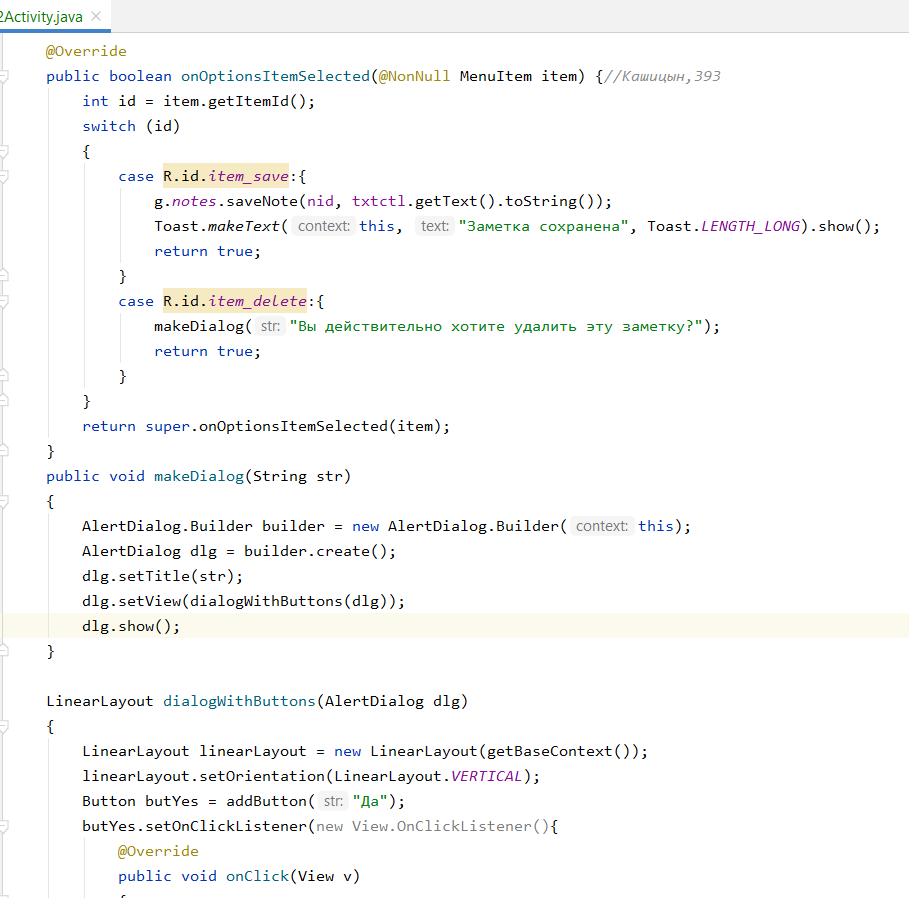 2Activity.java
@Override
public boolean onOptionsItemSelected(@NonNull MenuItem item) {//Кашицын,393
int id = item.getItemId();
switch (id)
{
case R.id.item_save:{
g.notes.saveNote(nid, txtctl.getText().toString());
Toast.makeText( context: this, text: "Заметка сохранена", Toast.LENGTH_LONG).show();
return true;
}
case R.id.item_delete:{
makeDialog( str: "Вы действительно хотите удалить эту заметку?");
return true;
}
}
return super.onOptionsItemSelected(item);
}
public void makeDialog(String str)
{
AlertDialog.Builder builder = new AlertDialog.Builder( context: this);
AlertDialog dlg = builder.create();
dlg.setTitle(str);
dlg.setView(dialogWithButtons(dlg));
dlg.show();
}
LinearLayout dialogWithButtons(AlertDialog dlg)
{
LinearLayout linearLayout = new LinearLayout(getBaseContext());
linearLayout.setOrientation(LinearLayout.VERTICAL);
Button butYes = addButton( str: "Да");
butYes.setOnClickListener(new View.OnClickListener(){
@Override
public void onClick(View v)
{